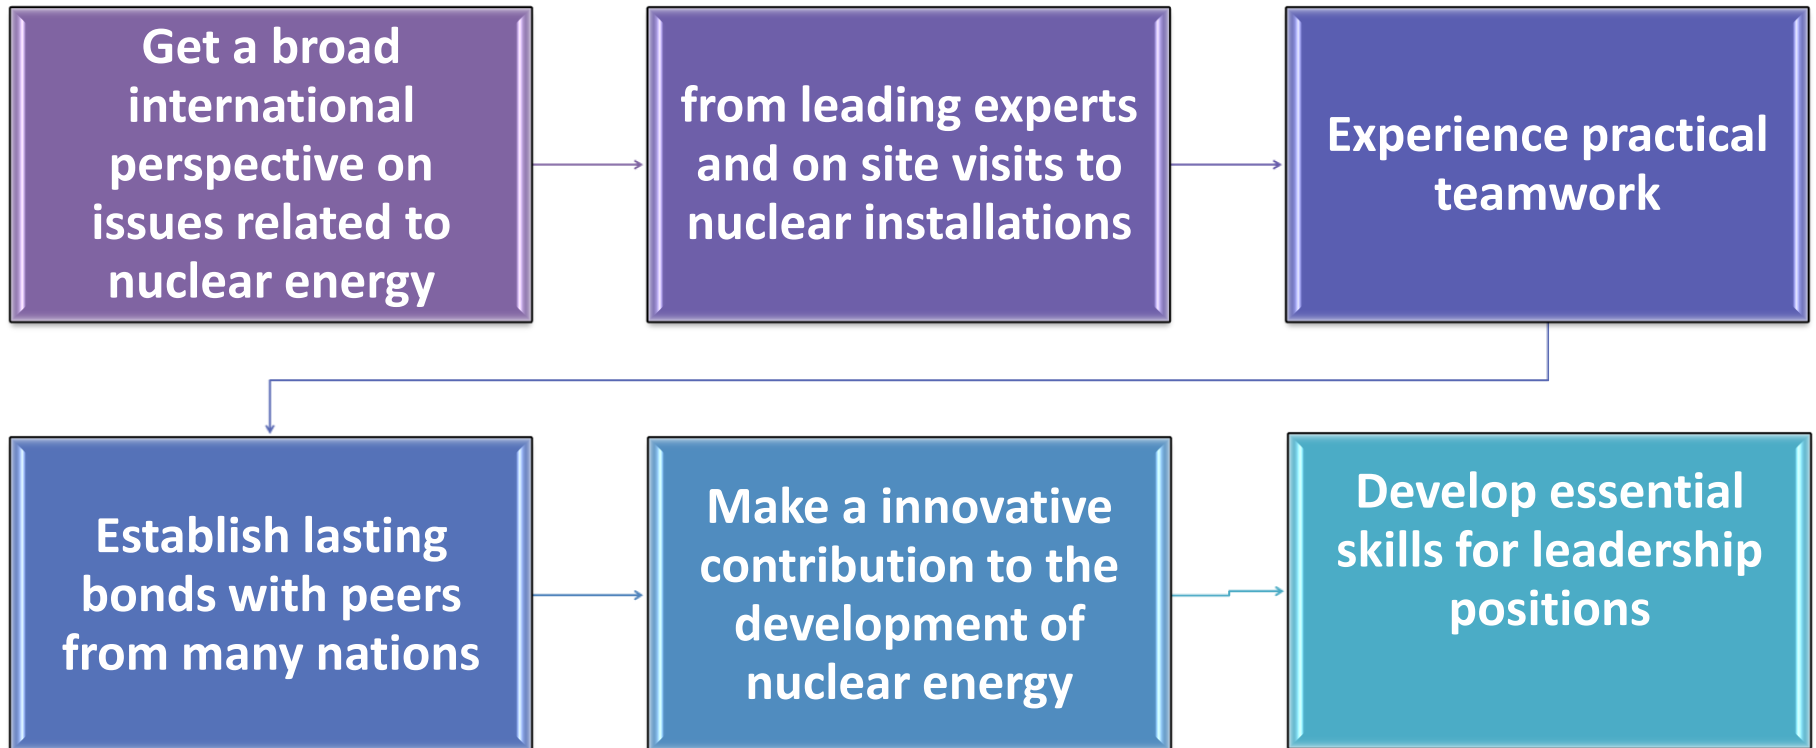 Get a broad
international
perspective on
issues related to
nuclear energy
from leading experts
and on site visits to
nuclear installations
Experience practical
teamwork
Establish lasting
bonds with peers
from many nations
Make a innovative
contribution to the
development of
nuclear energy
Develop essential
skills for leadership
positions